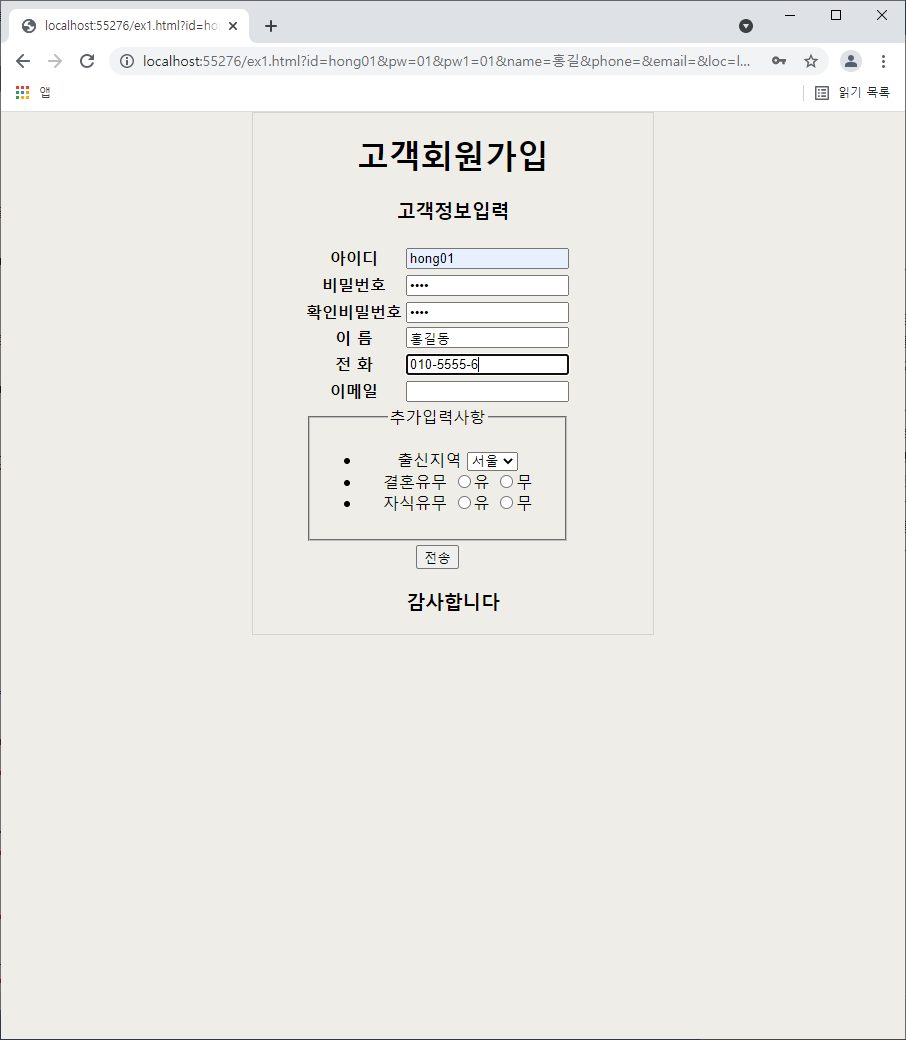 localhost:55276/ex1.html?id=ho
localhost:55276/ex1.html?id=hong01&pw=01&pw1=01&name=홍길&phone=&email=&loc=l...
앱
읽기 목록
고객회원가입
고객정보입력
아이디 hong01
비밀번호 ••••
확인비밀번호 ••••
이 름 홍길동
전 화 010-5555-6
이메일
추가입력사항
• 출신지역 서울
• 결혼유무 유 무
• 자식유무 유 무
전송
감사합니다